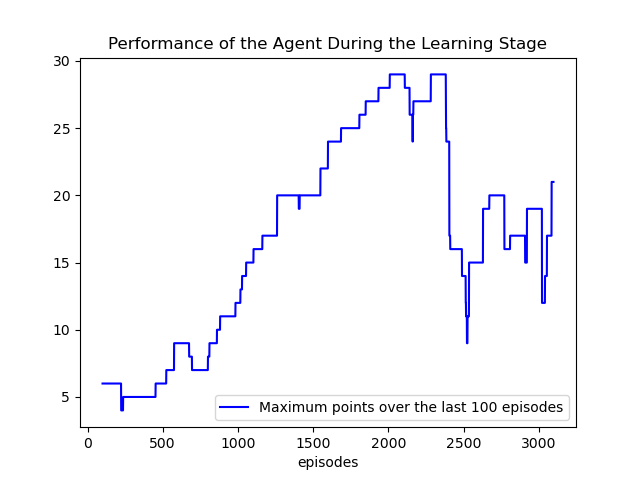 Performance of the Agent During the Learning Stage
30
25
20
15
10
5
Maximum points over the last 100 episodes
0 500 1000 1500 2000 2500 3000
episodes